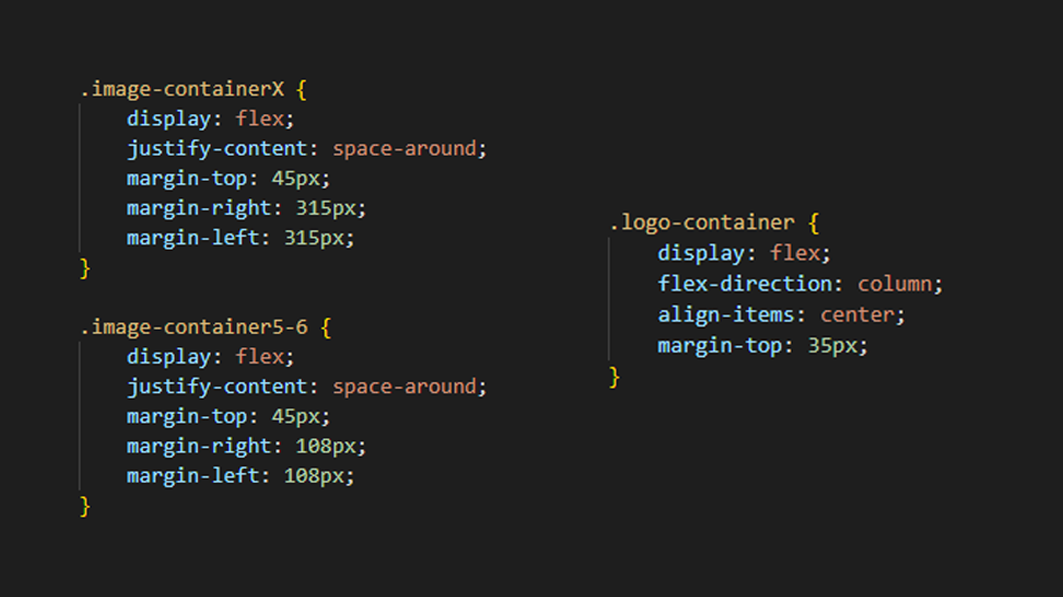 .image-containerX {
    display: flex;
    justify-content: space-around;
    margin-top: 45px;
    margin-right: 315px;
    margin-left: 315px;
}
.image-container5-6 {
    display: flex;
    justify-content: space-around;
    margin-top: 45px;
    margin-right: 108px;
    margin-left: 108px;
}
.logo-container {
    display: flex;
    flex-direction: column;
    align-items: center;
    margin-top: 35px;
}